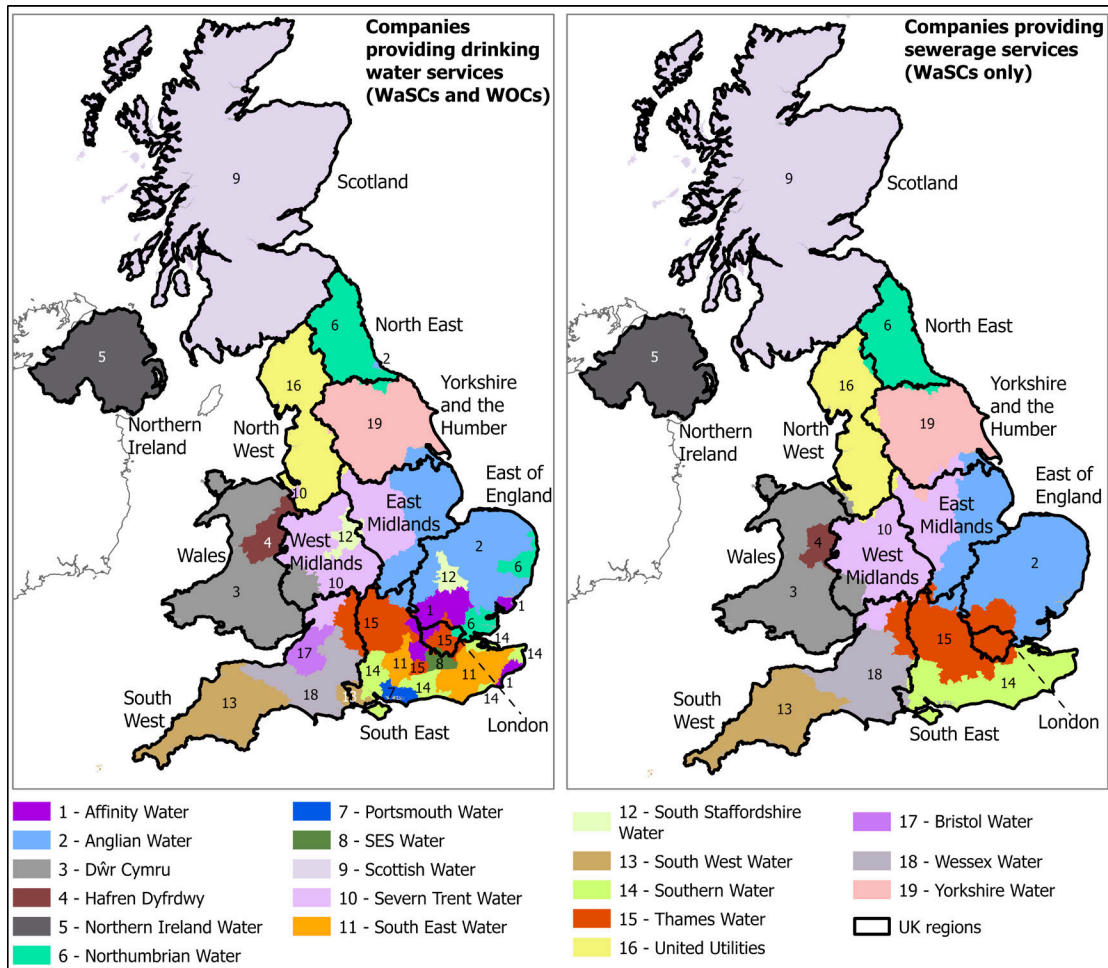 Companies
providing drinking
water services
(WaSCs and WOCs)
9
Scotland
6
North East
2
5
16
Northern
Ireland
North
West
Yorkshire
and the
Humber
19
10
East of
England
East
Midlands
4
Wales
West
Midlands
12
2
12
6
3
10
1
1
6
15
15
14
17
14
11
15
8
14
11
1
13
18
13
7
14
14
South
West
South East
London
Companies providing
sewerage services
(WaSCs only)
9
Scotland
6
North East
5
16
Northern
Ireland
North
West
Yorkshire
and the
Humber
19
East of
England
East
Midlands
10
4
Wales
West
Midlands
2
3
15
18
13
14
South
West
South East
London
1 - Affinity Water
2 - Anglian Water
3 - Dŵr Cymru
4 - Hafren Dyfrdwy
5 - Northern Ireland Water
6 - Northumbrian Water
7 - Portsmouth Water
8 - SES Water
9 - Scottish Water
10 - Severn Trent Water
11 - South East Water
12 - South Staffordshire
Water
13 - South West Water
14 - Southern Water
15 - Thames Water
16 - United Utilities
17 - Bristol Water
18 - Wessex Water
19 - Yorkshire Water
UK regions